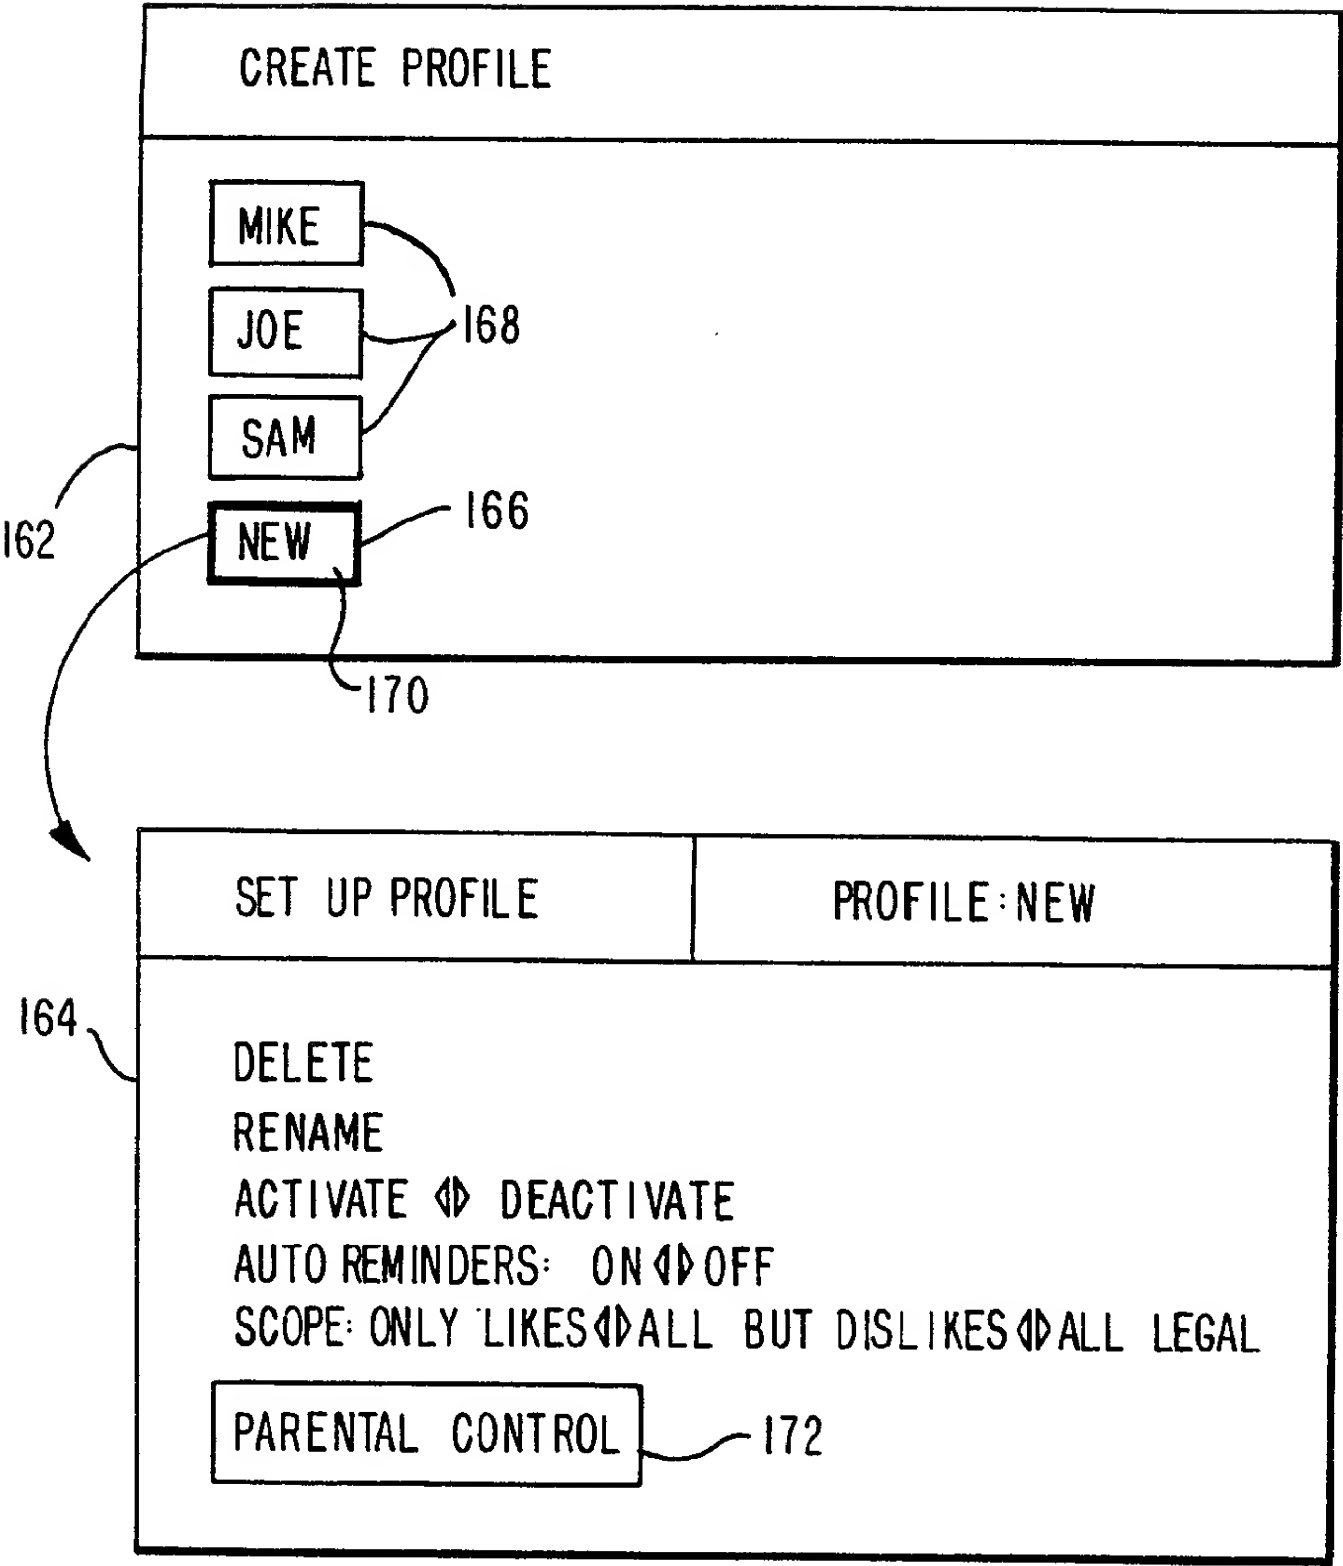 CREATE PROFILE
MIKE
JOE
168
SAM
162
NEW
166
170
SET UP PROFILE
PROFILE: NEW
164
DELETE
RENAME
ACTIVATE ◁▷ DEACTIVATE
AUTO REMINDERS: ON◁▷OFF
SCOPE: ONLY LIKES◁▷ALL BUT DISLIKES◁▷ALL LEGAL
PARENTAL CONTROL
172